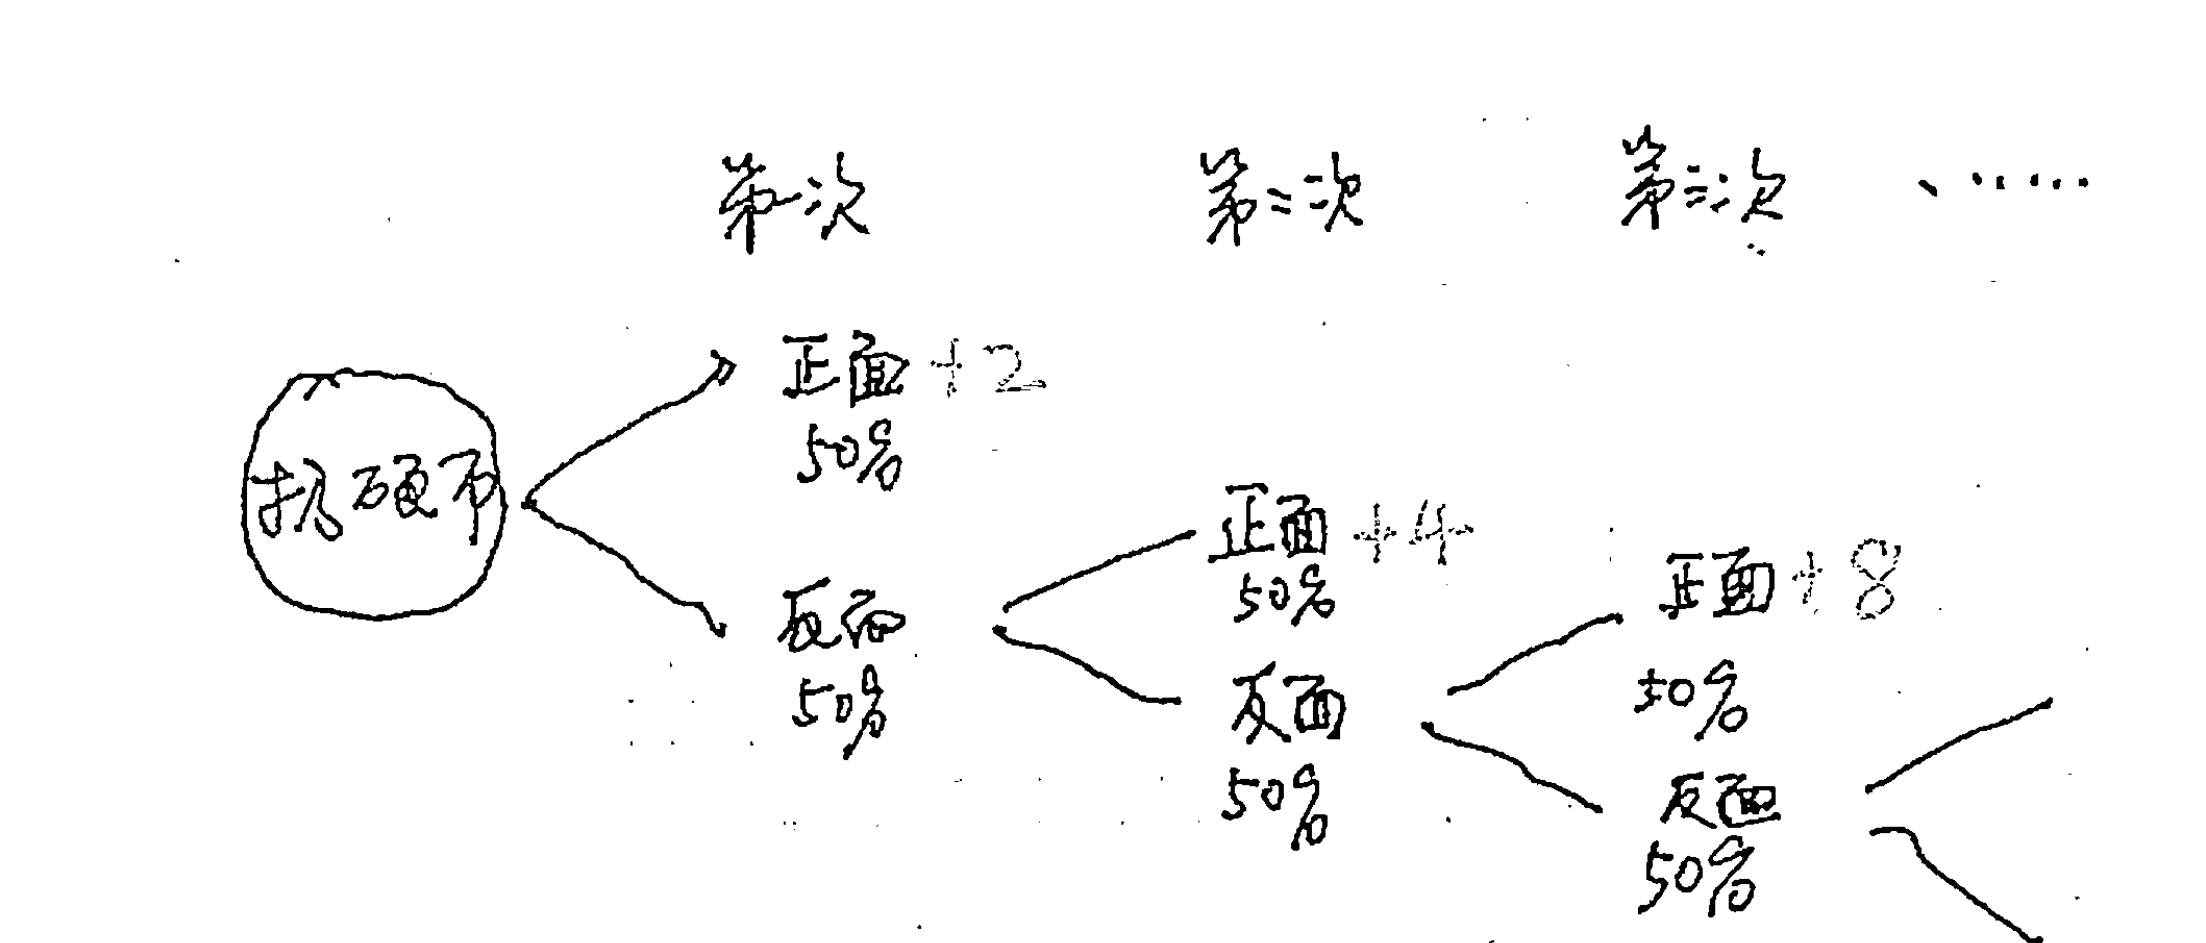 第一次 第二次 第三次 ……
正面 +2
50%
抛硬币
正面 +4
50%
正面 +8
50%
反面
50%
反面
50%
反面
50%